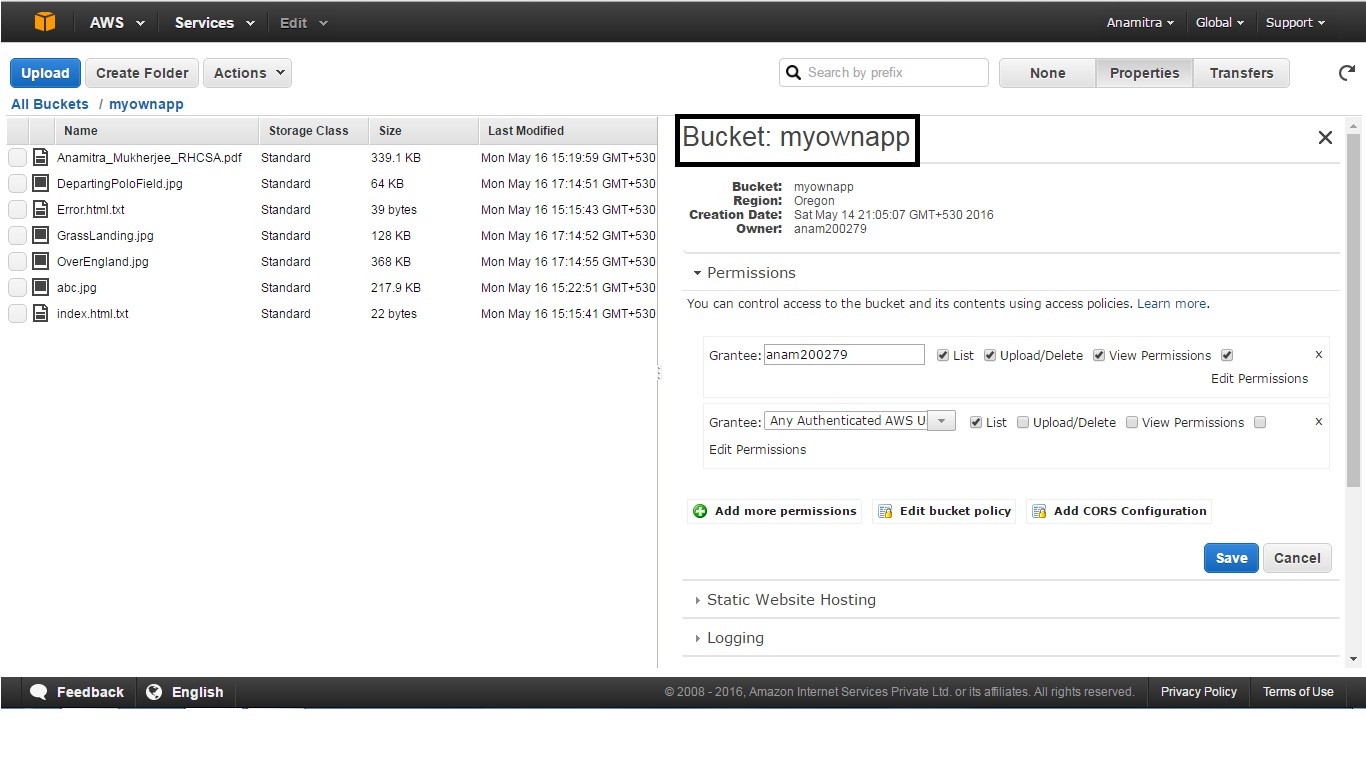 AWS Services Edit Anamitra Global Support
Upload Create Folder Actions Search by prefix None Properties Transfers
All Buckets / myownapp
Name Storage Class Size Last Modified
Anamitra_Mukherjee_RHCSA.pdf Standard 339.1 KB Mon May 16 15:19:59 GMT+530
DepartingPoloField.jpg Standard 64 KB Mon May 16 17:14:51 GMT+530
Error.html.txt Standard 39 bytes Mon May 16 15:15:43 GMT+530
GrassLanding.jpg Standard 128 KB Mon May 16 17:14:52 GMT+530
OverEngland.jpg Standard 368 KB Mon May 16 17:14:55 GMT+530
abc.jpg Standard 217.9 KB Mon May 16 15:22:51 GMT+530
index.html.txt Standard 22 bytes Mon May 16 15:15:41 GMT+530
Bucket: myownapp
Bucket: myownapp
Region: Oregon
Creation Date: Sat May 14 21:05:07 GMT+530 2016
Owner: anam200279
Permissions
You can control access to the bucket and its contents using access policies. Learn more.
Grantee: anam200279 List Upload/Delete View Permissions x
Edit Permissions
Grantee: Any Authenticated AWS U List Upload/Delete View Permissions x
Edit Permissions
Add more permissions Edit bucket policy Add CORS Configuration
Save Cancel
Static Website Hosting
Logging
Feedback English © 2008 - 2016, Amazon Internet Services Private Ltd. or its affiliates. All rights reserved. Privacy Policy Terms of Use